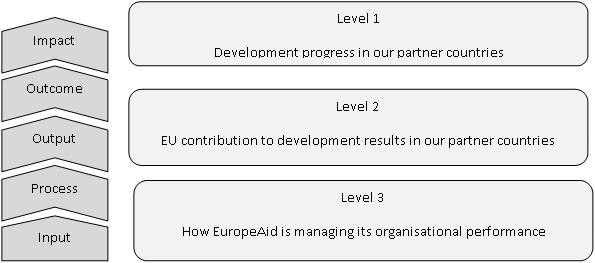 Impact
Outcome
Output
Process
Input
Level 1
Development progress in our partner countries
Level 2
EU contribution to development results in our partner countries
Level 3
How EuropeAid is managing its organisational performance